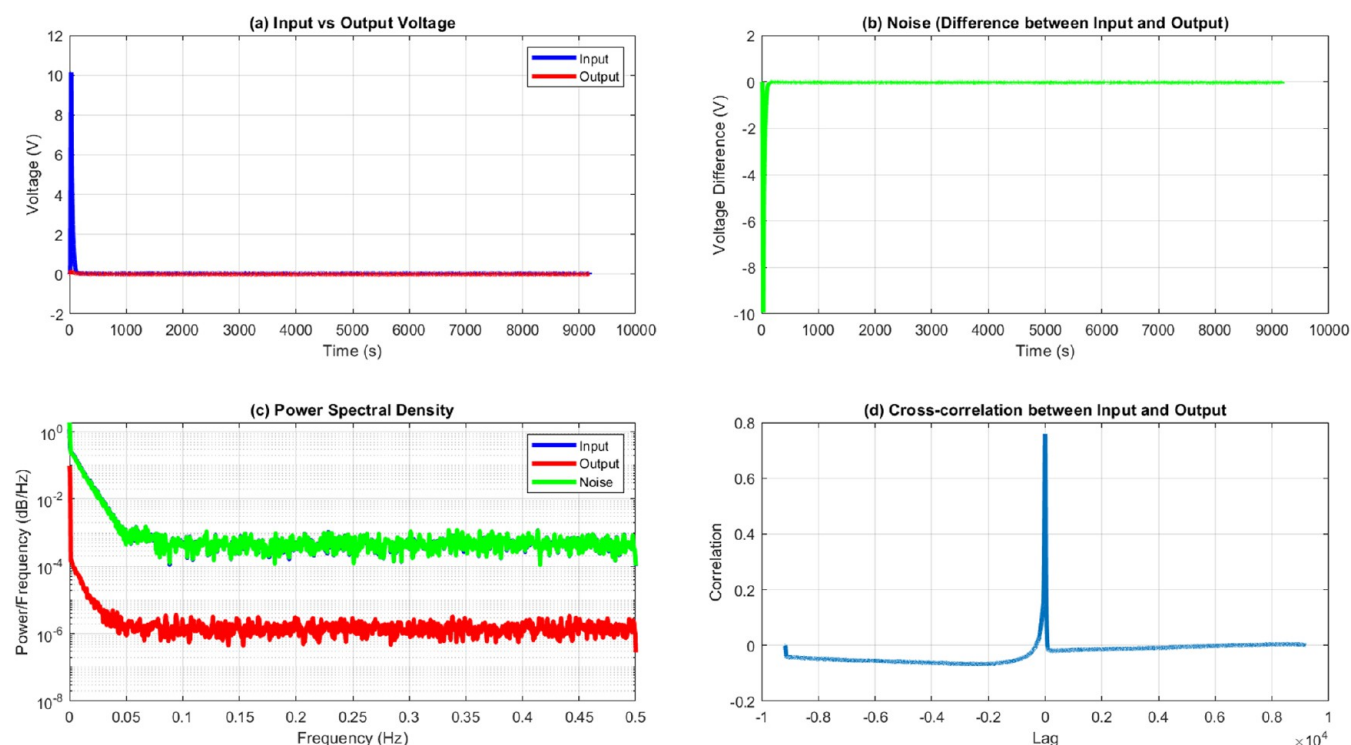 (a) Input vs Output Voltage
12
10
8
6
4
2
0
-2
Voltage (V)
Input
Output
0 1000 2000 3000 4000 5000 6000 7000 8000 9000 10000
Time (s)
(b) Noise (Difference between Input and Output)
2
0
-2
-4
-6
-8
-10
Voltage Difference (V)
0 1000 2000 3000 4000 5000 6000 7000 8000 9000 10000
Time (s)
(c) Power Spectral Density
10^0
10^-2
10^-4
10^-6
10^-8
Power/Frequency (dB/Hz)
Input
Output
Noise
0 0.05 0.1 0.15 0.2 0.25 0.3 0.35 0.4 0.45 0.5
Frequency (Hz)
(d) Cross-correlation between Input and Output
0.8
0.6
0.4
0.2
0
-0.2
Correlation
-1 -0.8 -0.6 -0.4 -0.2 0 0.2 0.4 0.6 0.8 1
Lag
×10^4